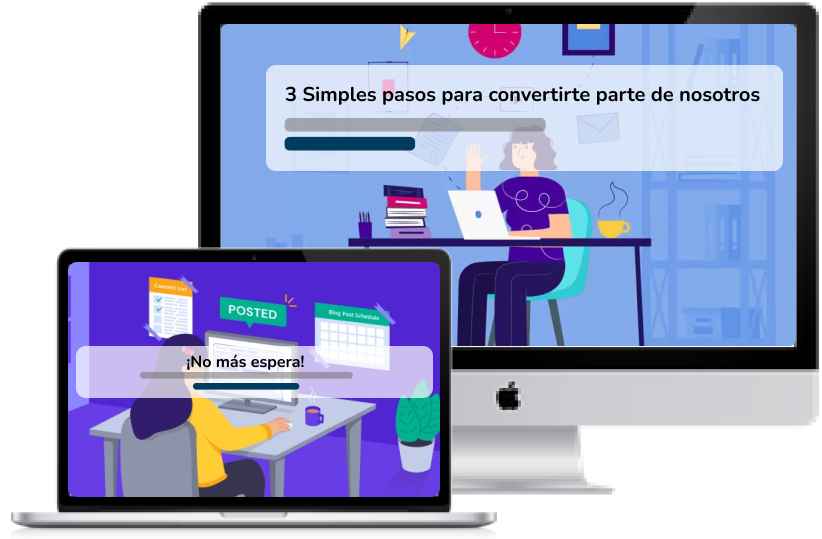 3 Simples pasos para convertirte parte de nosotros
Content List
POSTED
Blog Post Schedule
¡No más espera!